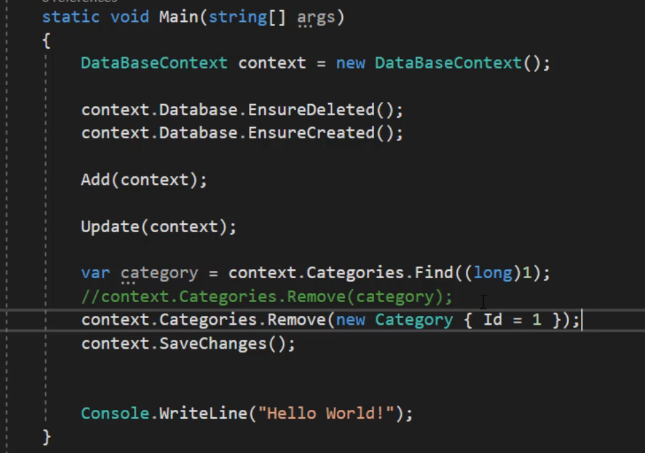 static void Main(string[] args)
{
DataBaseContext context = new DataBaseContext();
context.Database.EnsureDeleted();
context.Database.EnsureCreated();
Add(context);
Update(context);
var category = context.Categories.Find((long)1);
//context.Categories.Remove(category);
context.Categories.Remove(new Category { Id = 1 });
context.SaveChanges();
Console.WriteLine("Hello World!");
}